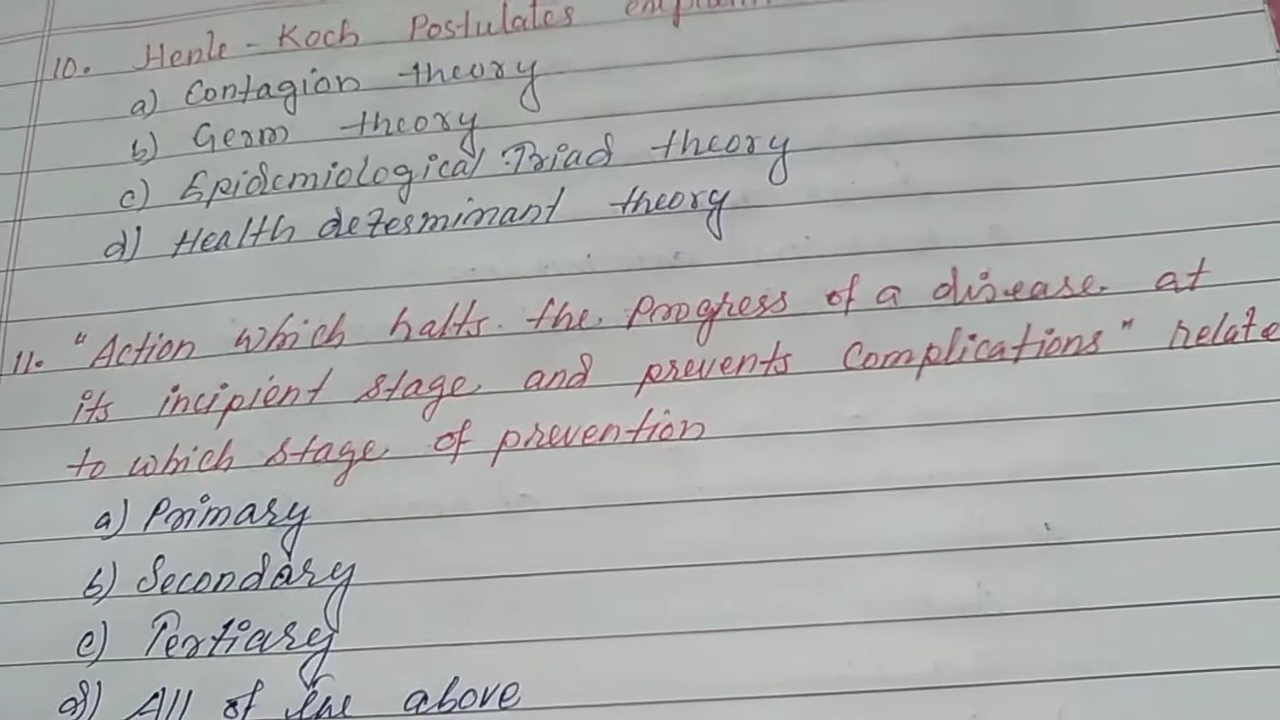 10. Henle - Koch Postulates
a) Contagion theory
b) Germ theory
c) Epidemiological Triad theory
d) Health determinant theory
11. "Action which halts the Progress of a disease at
its incipient stage and prevents Complications" relate
to which stage of prevention
a) Primary
b) Secondary
c) Tertiary
d) All of the above